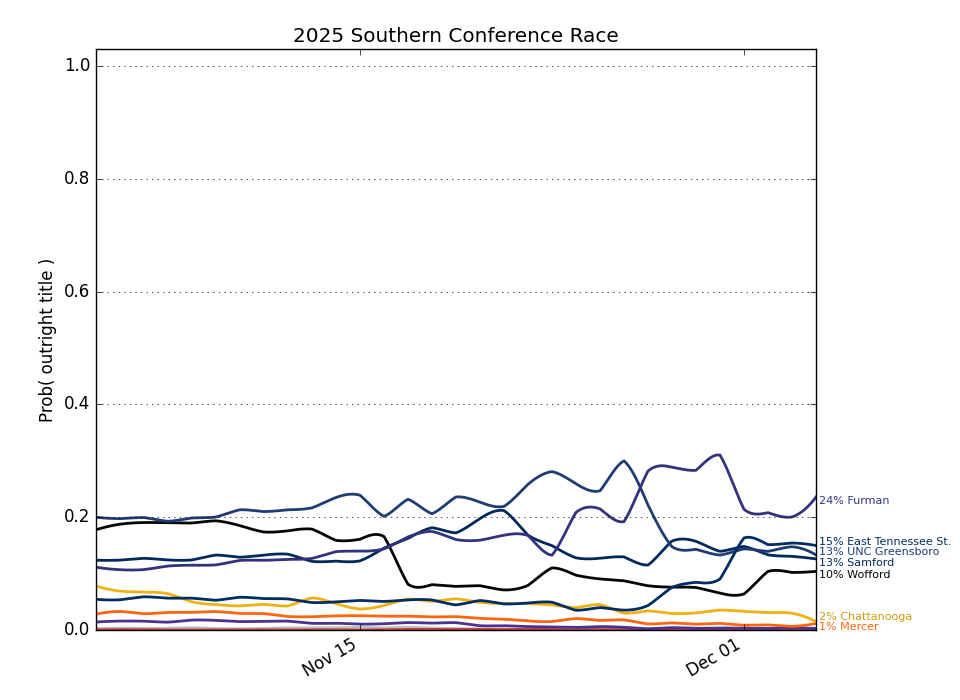 2025 Southern Conference Race
Prob( outright title )
1.0
0.8
0.6
0.4
0.2
0.0
Nov 15
Dec 01
24% Furman
15% East Tennessee St.
13% UNC Greensboro
13% Samford
10% Wofford
2% Chattanooga
1% Mercer